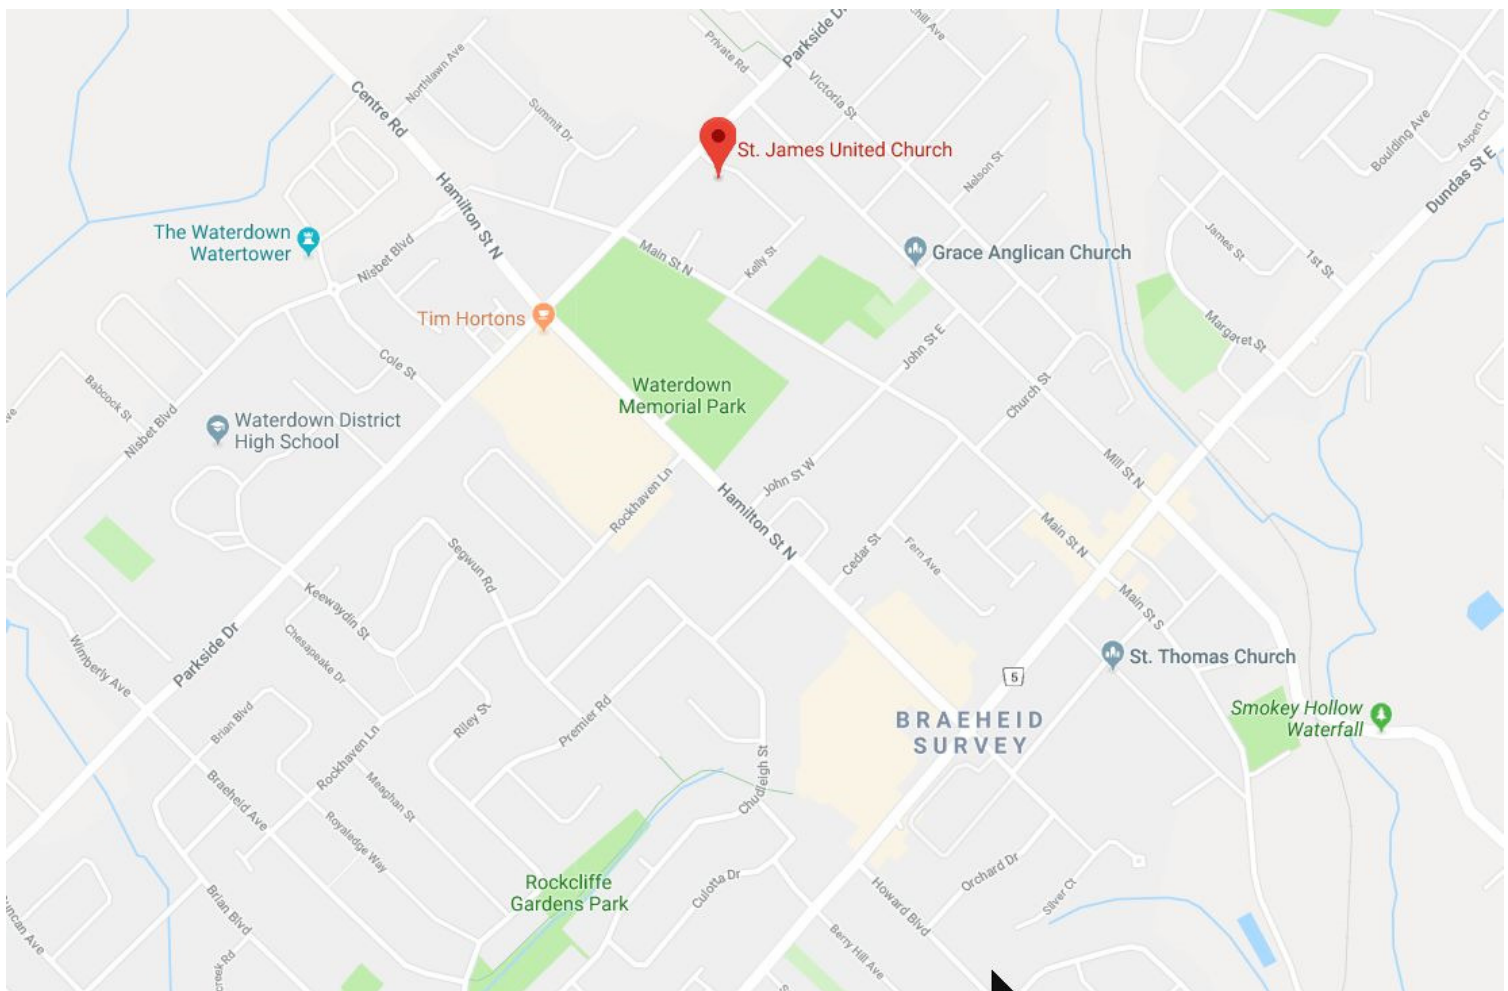 Parkside Dr
Private Rd
Victoria St
Northlawn Ave
Centre Rd
Summit Dr
St. James United Church
Boulding Ave
Aspen Ct
Dundas St E
Nelson St
Hamilton St N
The Waterdown
Watertower
Nisbet Blvd
Main St N
Kelly St
Grace Anglican Church
James St
1st St
Tim Hortons
Margaret St
John St E
Cole St
Babcock St
Waterdown
Memorial Park
Church St
Waterdown District
High School
Nisbet Blvd
Mill St N
John St W
Rockhaven Ln
Hamilton St N
Main St N
Cedar St
Fern Ave
Segwun Rd
Keewaydin St
Main St S
Chesapeake Dr
Parkside Dr
Wimberly Ave
St. Thomas Church
5
Smokey Hollow
Waterfall
BRAEHEID
SURVEY
Brian Blvd
Riley St
Premier Rd
Rockhaven Ln
Chudleigh St
Braeheid Ave
Meaghan St
Royaledge Way
Orchard Dr
Silver Ct
Rockcliffe
Gardens Park
Culotta Dr
Howard Blvd
Brian Blvd
Berry Hill Ave